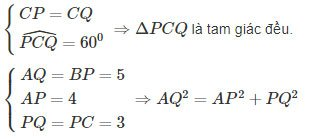 { CP = CQ
\widehat{PCQ} = 60⁰ ⇒ ΔPCQ là tam giác đều.
{ AQ = BP = 5
AP = 4 ⇒ AQ² = AP² + PQ²
PQ = PC = 3